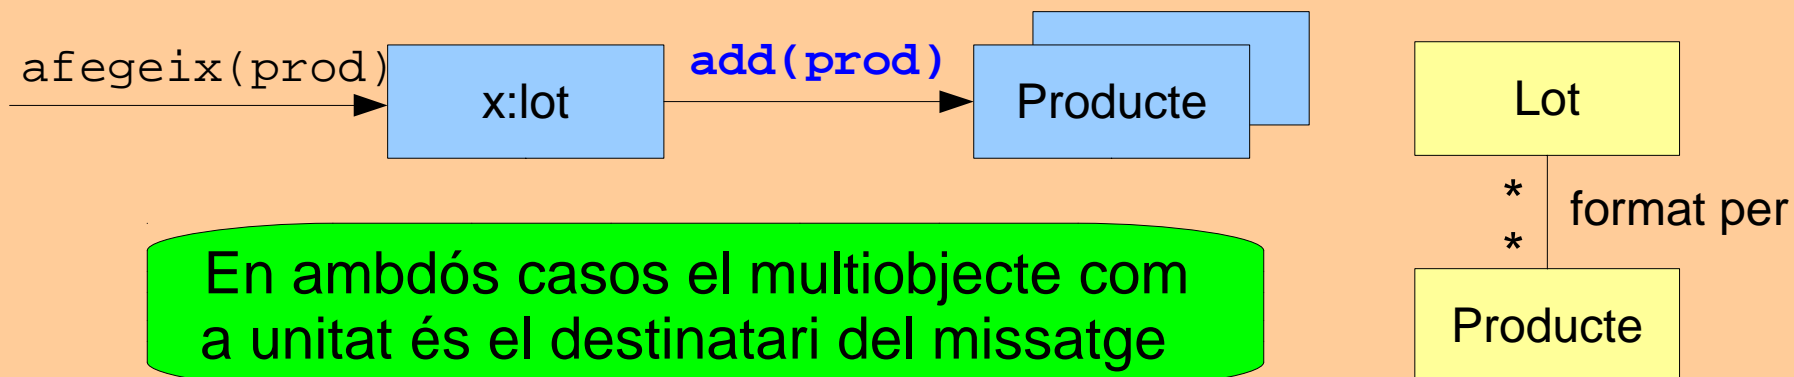 afegeix(prod)
x:lot
add(prod)
Producte
Lot
*
format per
*
Producte
En ambdós casos el multiobjecte com
a unitat és el destinatari del missatge